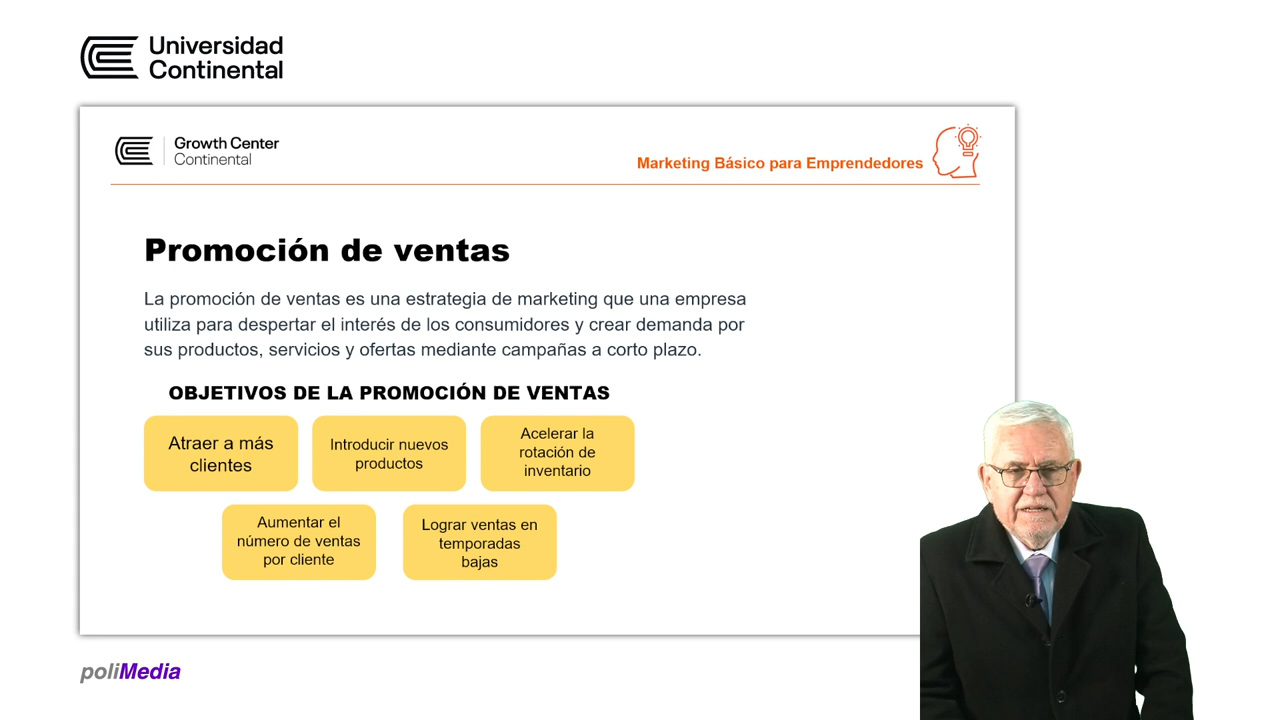 Universidad
Continental
Growth Center
Continental
Marketing Básico para Emprendedores
Promoción de ventas
La promoción de ventas es una estrategia de marketing que una empresa
utiliza para despertar el interés de los consumidores y crear demanda por
sus productos, servicios y ofertas mediante campañas a corto plazo.
OBJETIVOS DE LA PROMOCIÓN DE VENTAS
Atraer a más
clientes
Introducir nuevos
productos
Acelerar la
rotación de
inventario
Aumentar el
número de ventas
por cliente
Lograr ventas en
temporadas
bajas
poliMedia